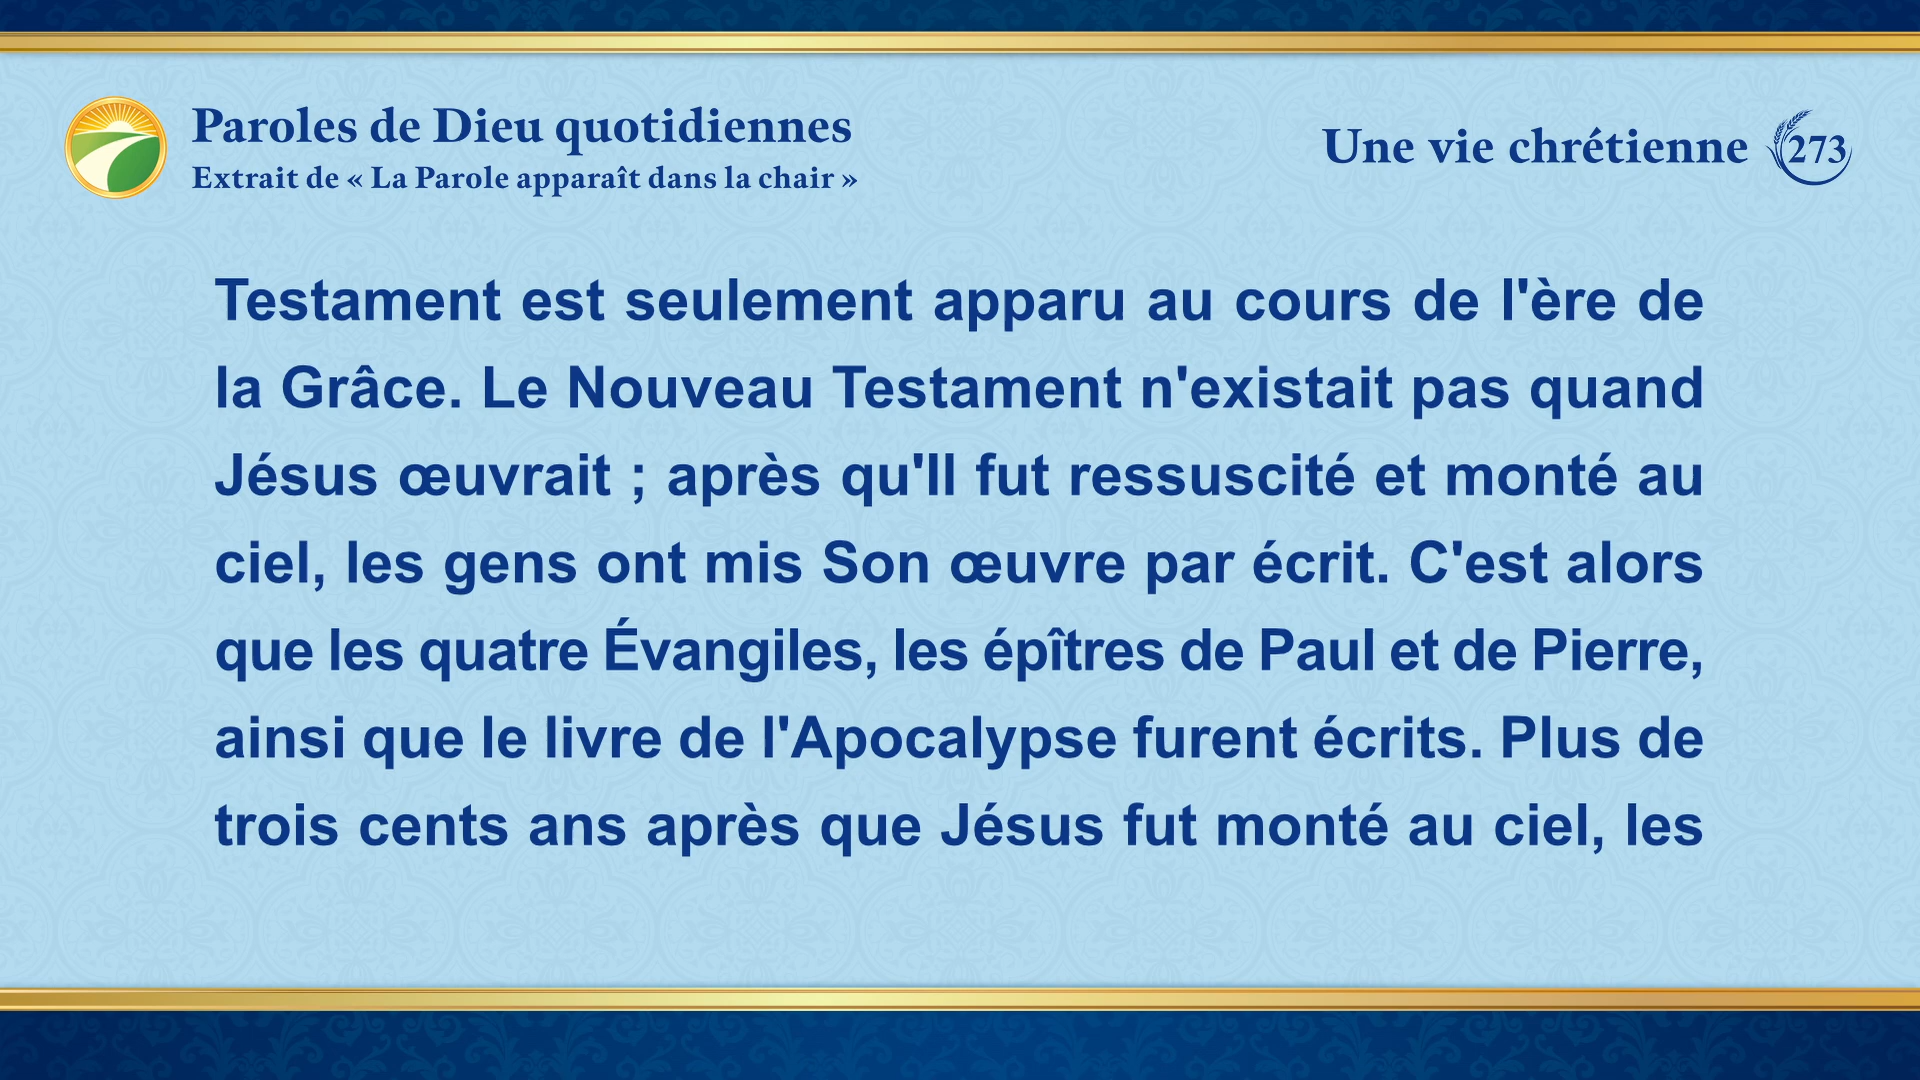 Paroles de Dieu quotidiennes
Extrait de « La Parole apparaît dans la chair »
Une vie chrétienne 273
Testament est seulement apparu au cours de l'ère de
la Grâce. Le Nouveau Testament n'existait pas quand
Jésus œuvrait ; après qu'Il fut ressuscité et monté au
ciel, les gens ont mis Son œuvre par écrit. C'est alors
que les quatre Évangiles, les épîtres de Paul et de Pierre,
ainsi que le livre de l'Apocalypse furent écrits. Plus de
trois cents ans après que Jésus fut monté au ciel, les